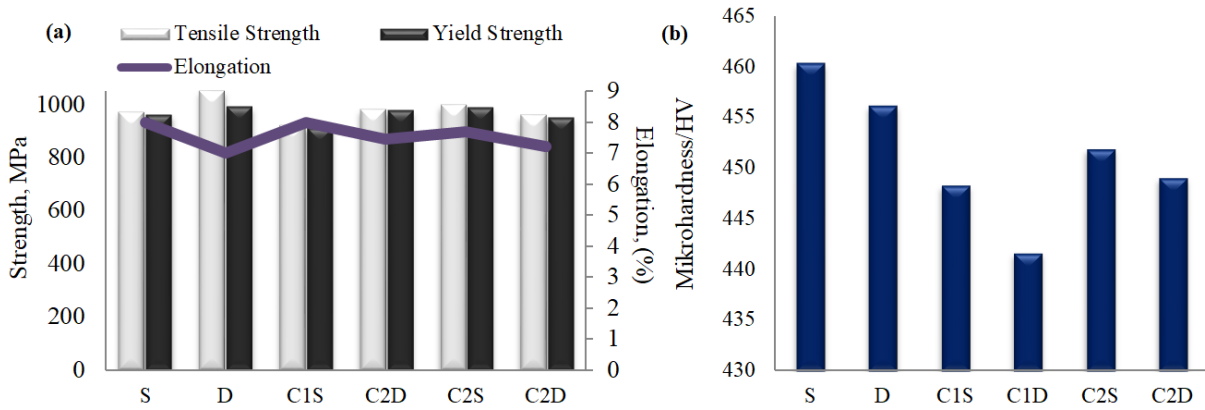 (a)
Tensile Strength
Yield Strength
Elongation
Strength, MPa
1000
800
600
400
200
0
9
8
7
6
5
4
3
2
1
0
Elongation, (%)
S D C1S C2D C2S C2D
(b)
Mikrohardness/HV
465
460
455
450
445
440
435
430
S D C1S C1D C2S C2D